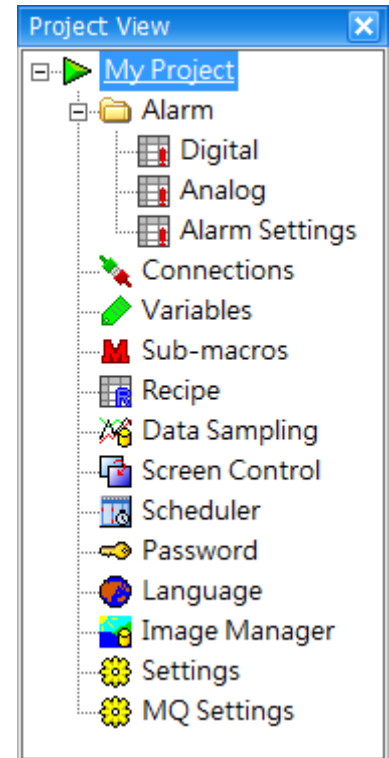 Project View
My Project
Alarm
Digital
Analog
Alarm Settings
Connections
Variables
Sub-macros
Recipe
Data Sampling
Screen Control
Scheduler
Password
Language
Image Manager
Settings
MQ Settings